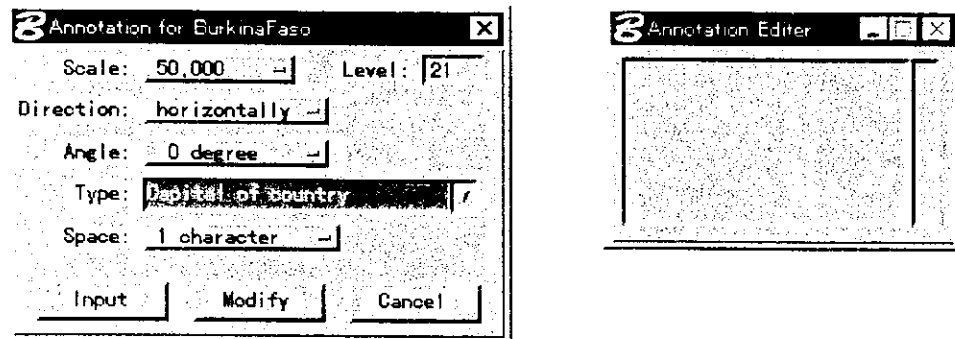 Annotation for BurkinaFaso
Scale: 50,000 Level: 21
Direction: horizontally
Angle: 0 degree
Type: Capital of country
Space: 1 character
Input Modify Cancel
Annotation Editer